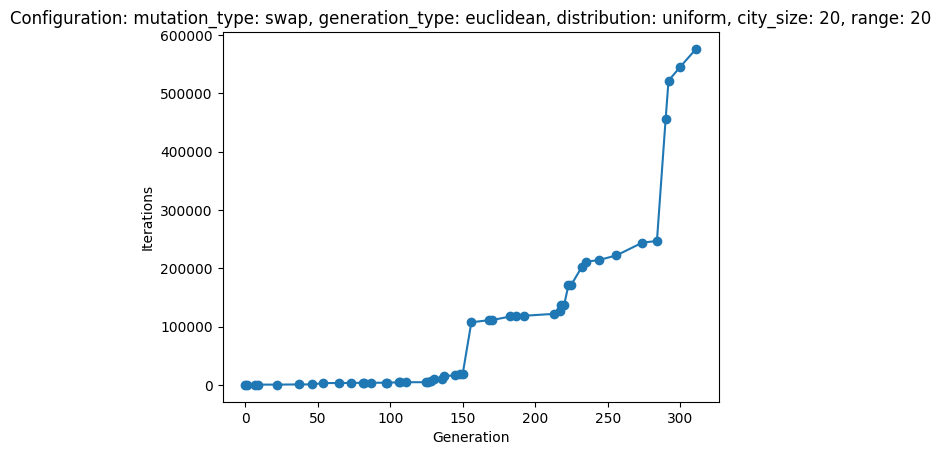 Configuration: mutation_type: swap, generation_type: euclidean, distribution: uniform, city_size: 20, range: 20
600000
500000
400000
300000
200000
100000
0
Iterations
0 50 100 150 200 250 300
Generation